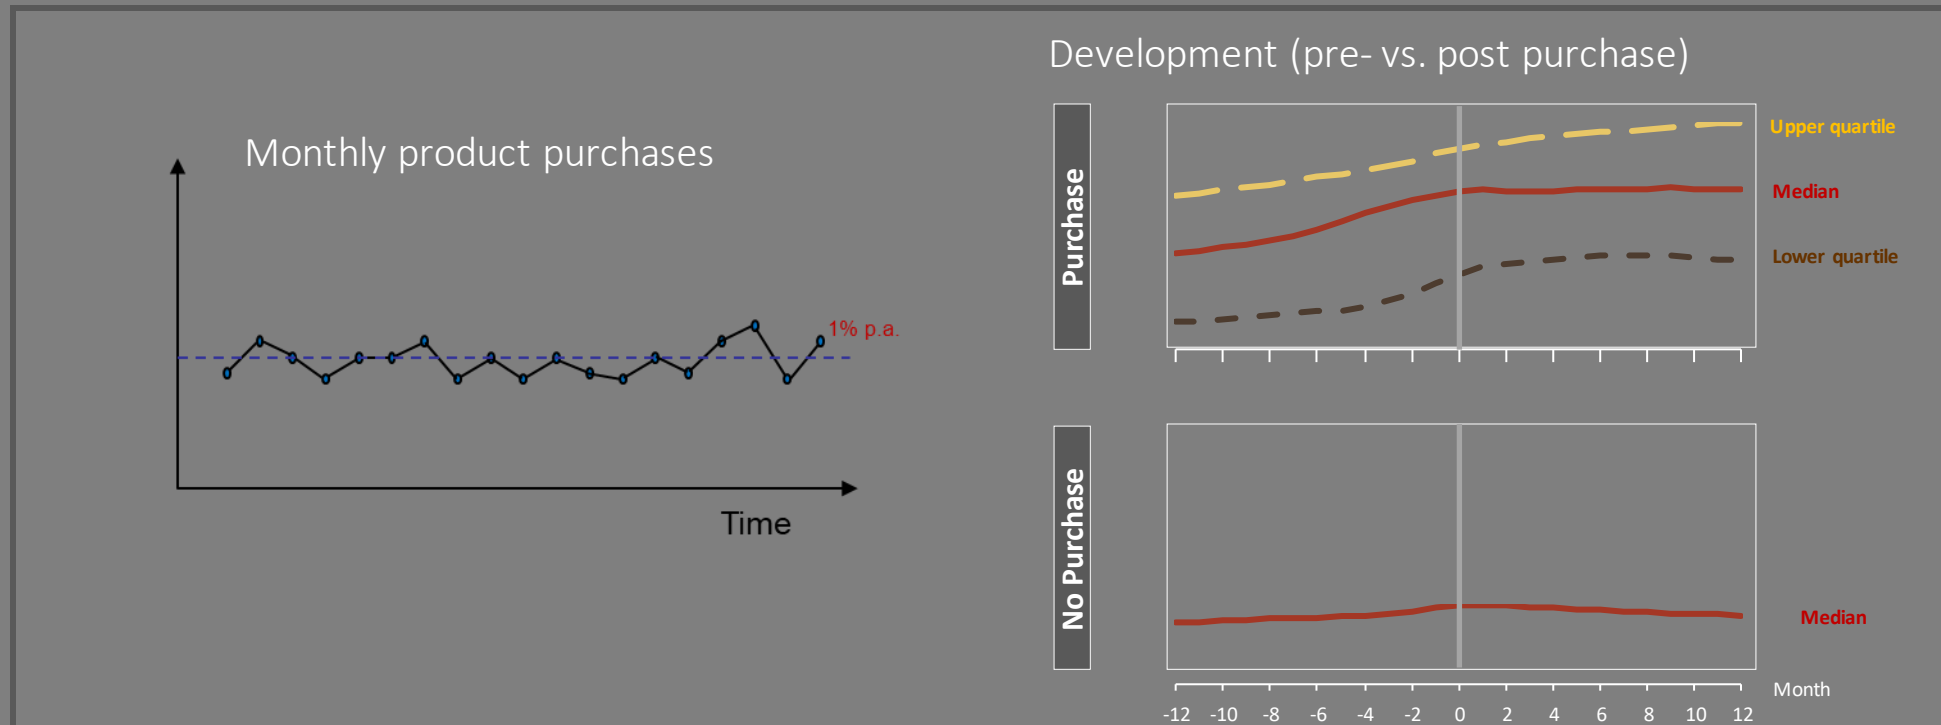 Monthly product purchases
1% p.a.
Time
Development (pre- vs. post purchase)
Purchase
Upper quartile
Median
Lower quartile
No Purchase
Median
Month
-12 -10 -8 -6 -4 -2 0 2 4 6 8 10 12